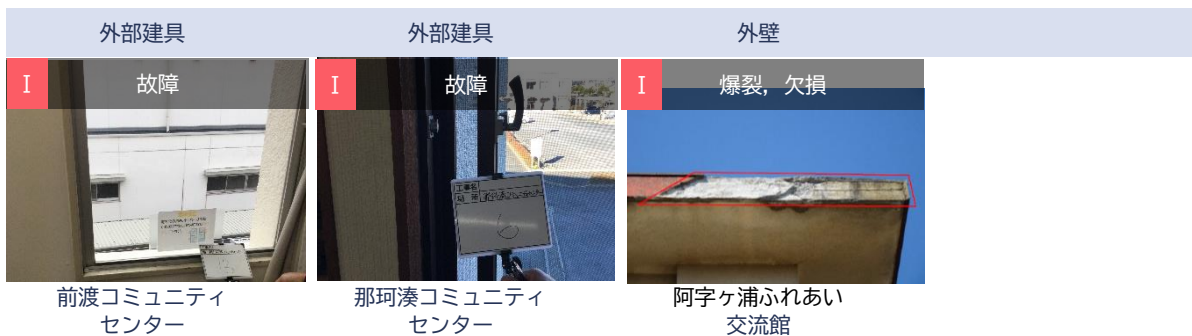 外部建具
外部建具
外壁
I 故障
I 故障
I 爆裂，欠損
工事名
6
前渡コミュニティ
センター
那珂湊コミュニティ
センター
阿字ヶ浦ふれあい
交流館